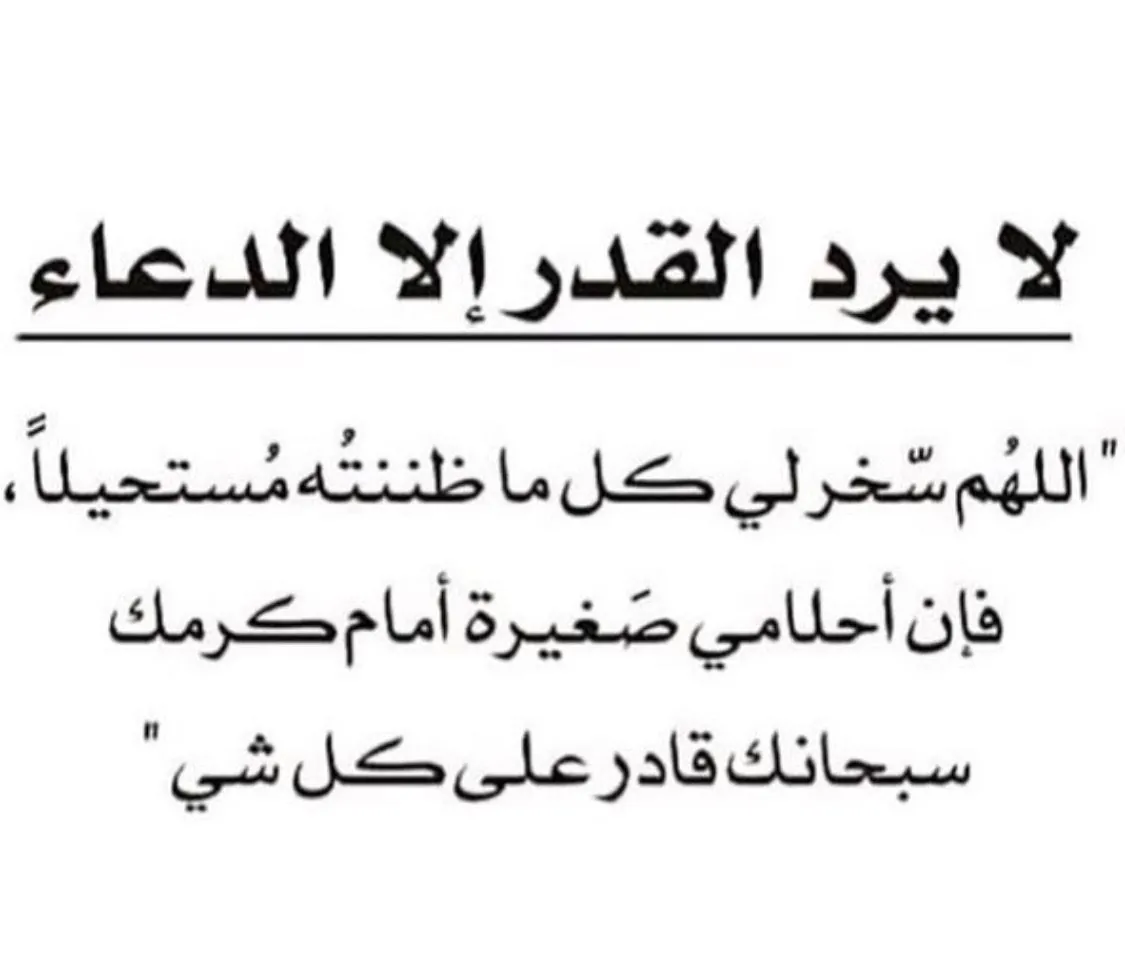 لا يرد القدر إلا الدعاء
" اللهُم سّخر لي كل ما ظننتُه مُستحيلاً ،
فإن أحلامي صَغيرة أمام كرمك
سبحانك قادر على كل شي "